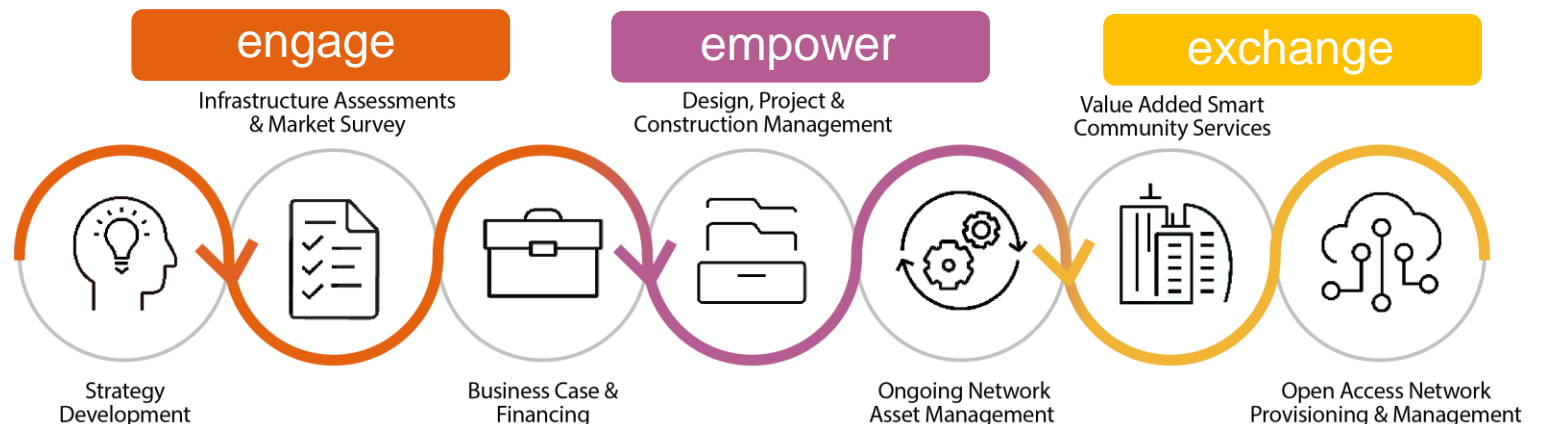 engage
empower
exchange
Infrastructure Assessments
& Market Survey
Design, Project &
Construction Management
Value Added Smart
Community Services
Strategy
Development
Business Case &
Financing
Ongoing Network
Asset Management
Open Access Network
Provisioning & Management